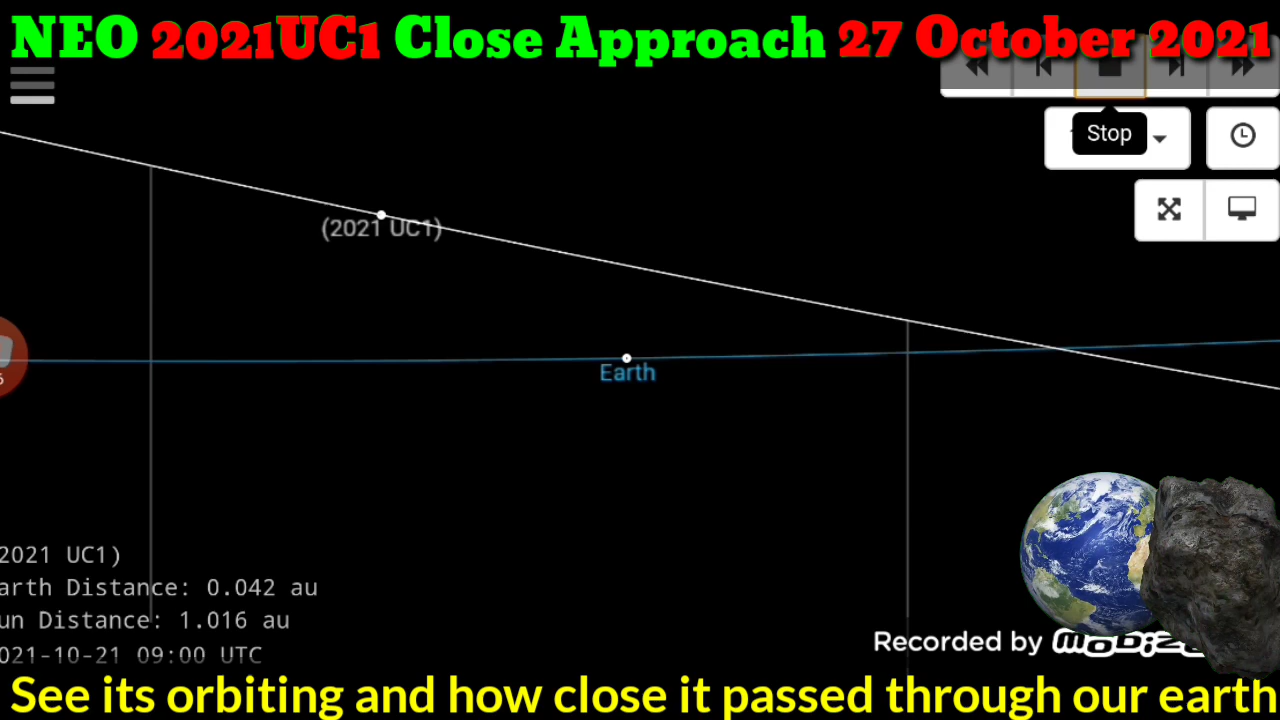 NEO 2021UC1 Close Approach 27 October 2021
Stop
(2021 UC1)
Earth
2021 UC1)
arth Distance: 0.042 au
un Distance: 1.016 au
021-10-21 09:00 UTC
Recorded by
See its orbiting and how close it passed through our earth